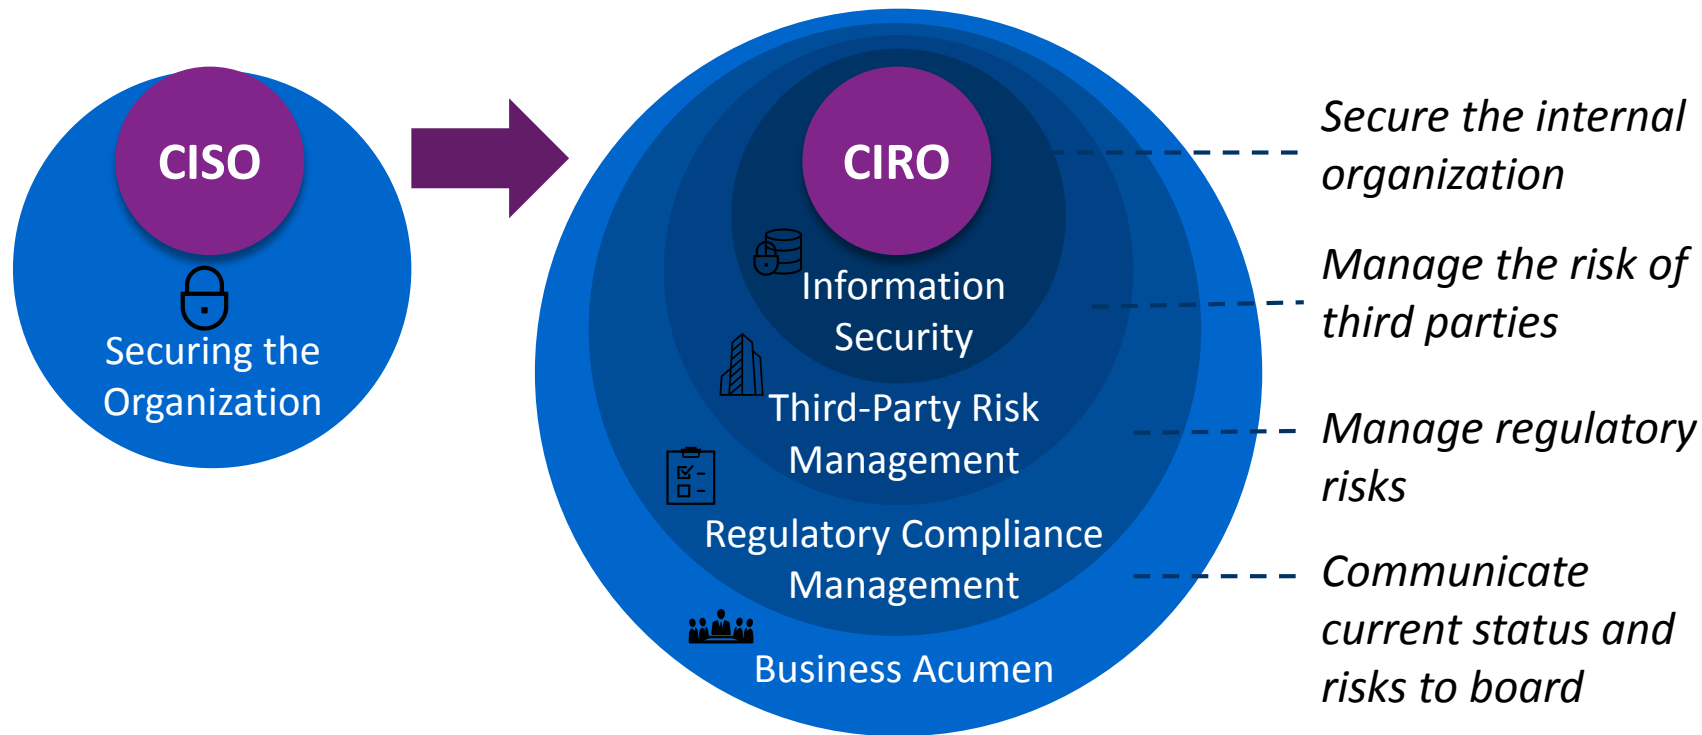 CISO
Securing the
Organization
CIRO
Information
Security
Third-Party Risk
Management
Regulatory Compliance
Management
Business Acumen
Secure the internal
organization
Manage the risk of
third parties
Manage regulatory
risks
Communicate
current status and
risks to board